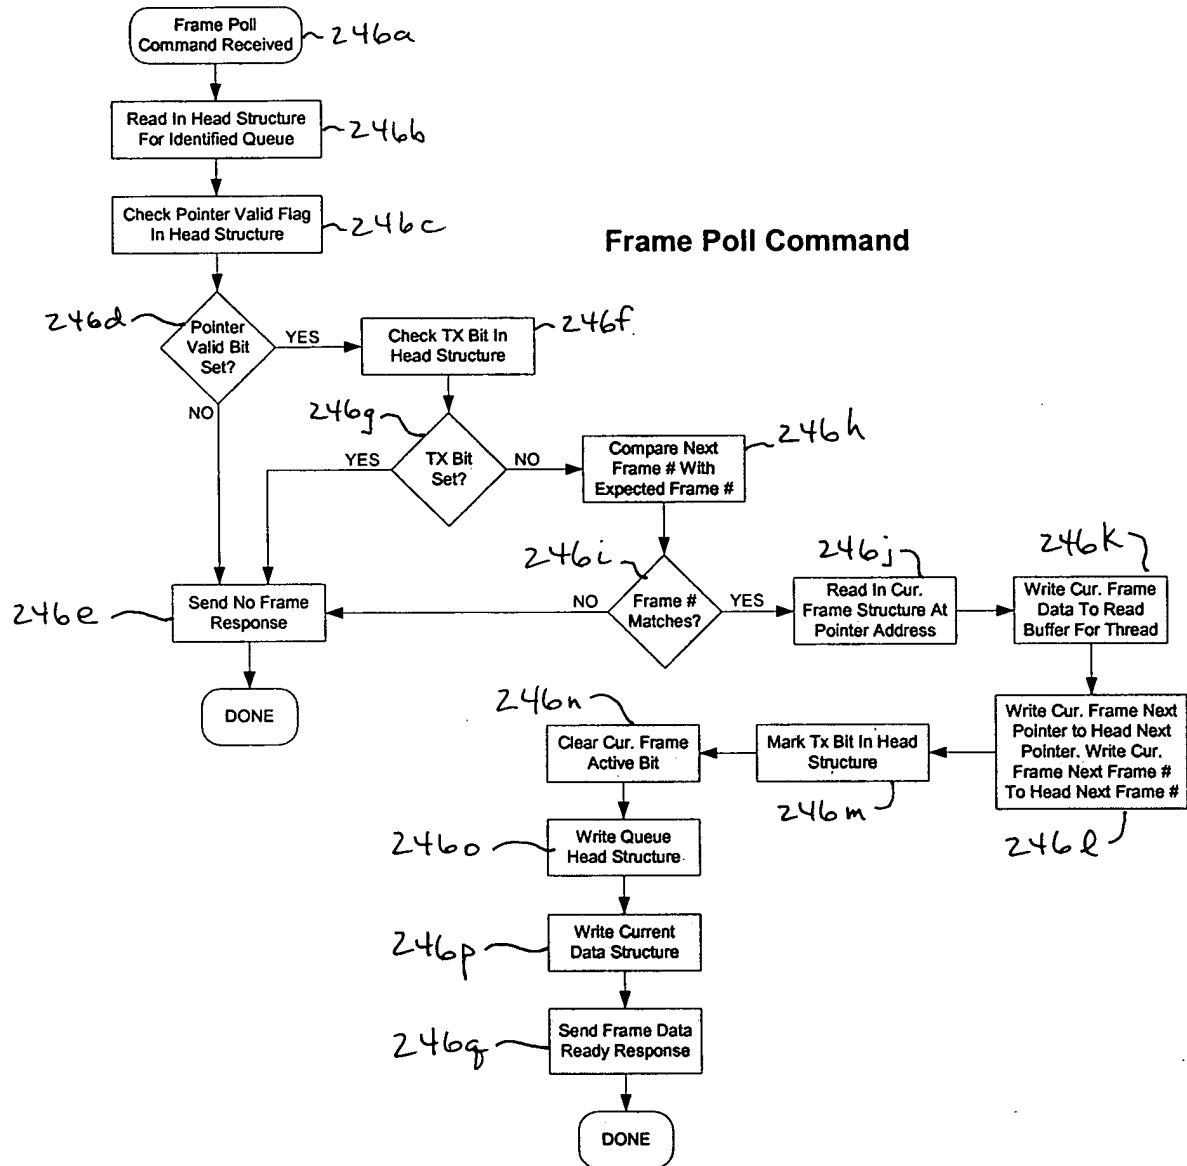 Frame Poll
Command Received
246a
Read In Head Structure
For Identified Queue
246b
Check Pointer Valid Flag
In Head Structure
246c
Frame Poll Command
246d
Pointer
Valid Bit
Set?
YES
NO
Check TX Bit In
Head Structure
246f
246g
TX Bit
Set?
YES
NO
Compare Next
Frame # With
Expected Frame #
246h
246i
Frame #
Matches?
NO
YES
246e
Send No Frame
Response
DONE
246j
Read In Cur.
Frame Structure At
Pointer Address
246k
Write Cur. Frame
Data To Read
Buffer For Thread
Write Cur. Frame Next
Pointer to Head Next
Pointer. Write Cur.
Frame Next Frame #
To Head Next Frame #
246l
Mark Tx Bit In Head
Structure
246m
246n
Clear Cur. Frame
Active Bit
246o
Write Queue
Head Structure
246p
Write Current
Data Structure
246q
Send Frame Data
Ready Response
DONE